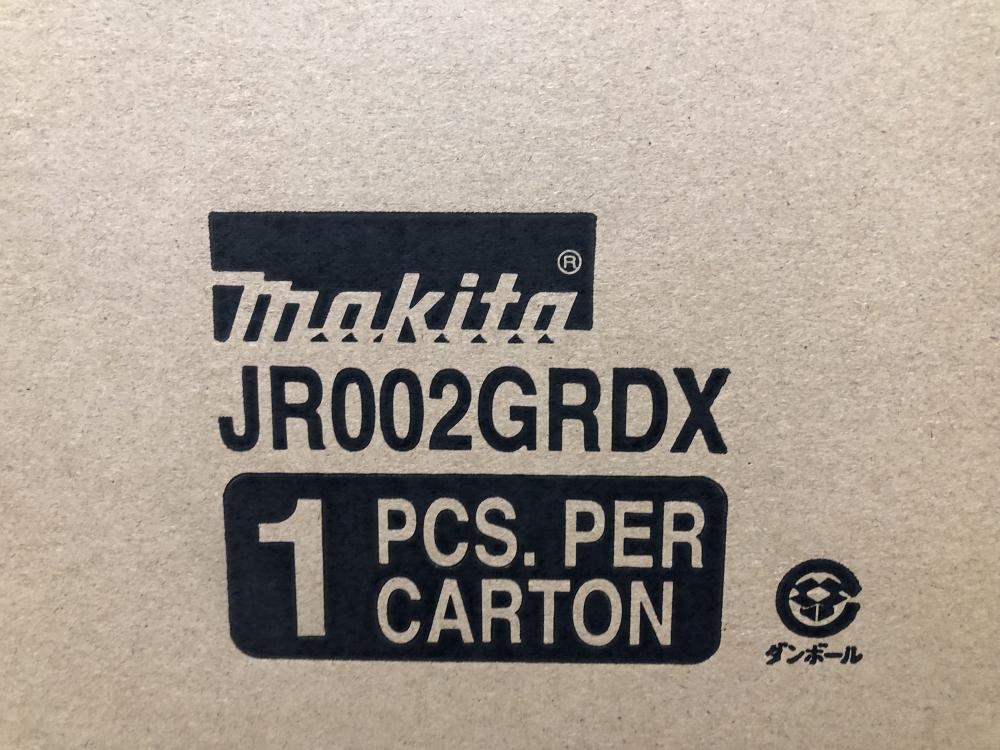 makita®
JR002GRDX
1 PCS. PER
CARTON
ダンボール